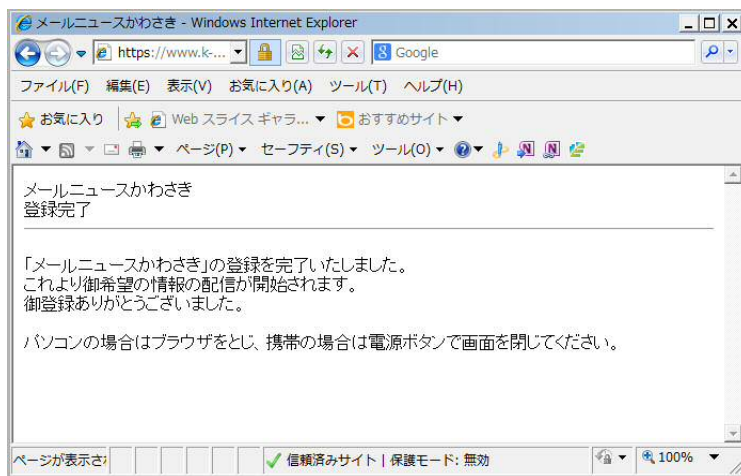 メールニュースかわさき - Windows Internet Explorer
https://www.k-... Google
ファイル(F) 編集(E) 表示(V) お気に入り(A) ツール(T) ヘルプ(H)
お気に入り Web スライス ギャラ... おすすめサイト
ページ(P) セーフティ(S) ツール(O)
メールニュースかわさき
登録完了
「メールニュースかわさき」の登録を完了いたしました。
これより御希望の情報の配信が開始されます。
御登録ありがとうございました。
パソコンの場合はブラウザをとじ、携帯の場合は電源ボタンで画面を閉じてください。
ページが表示さ 信頼済みサイト | 保護モード: 無効 100%